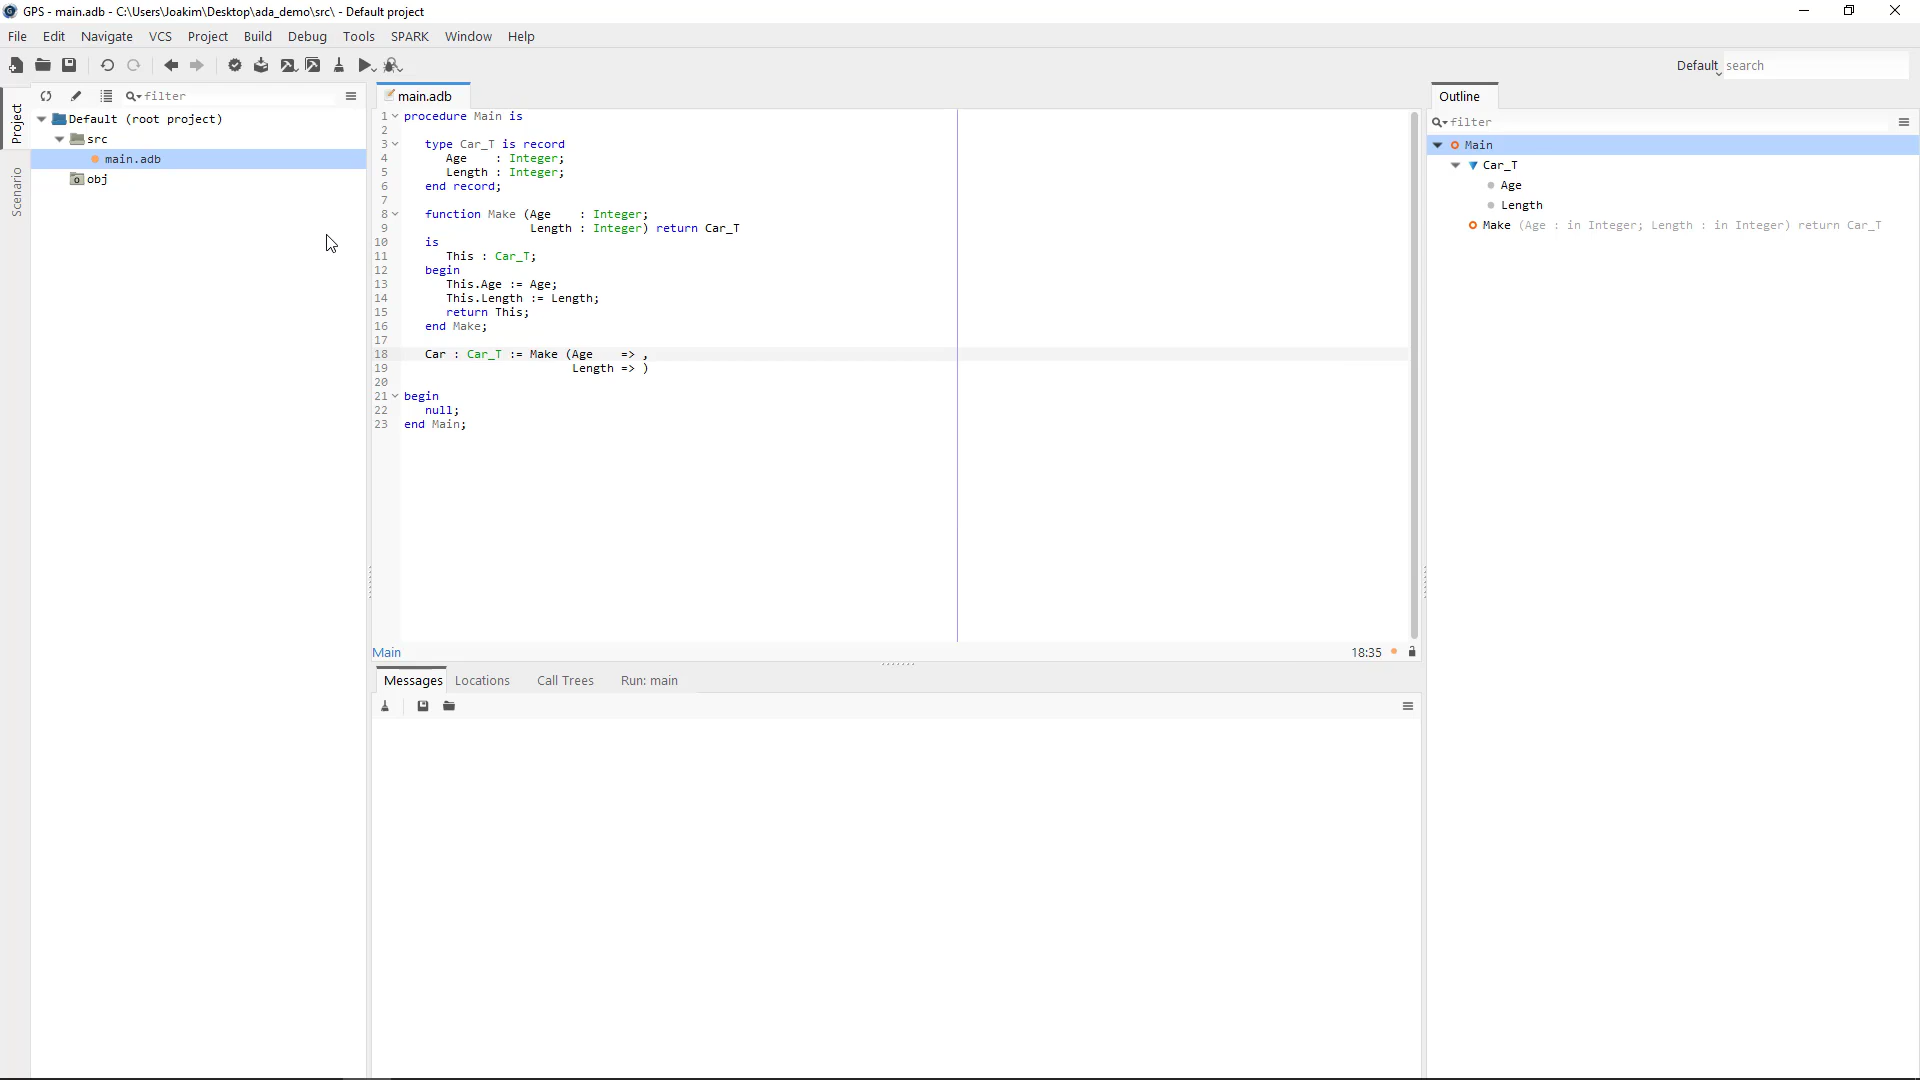 GPS - main.adb - C:\Users\Joakim\Desktop\ada_demo\src\ - Default project
File Edit Navigate VCS Project Build Debug Tools SPARK Window Help
Default search
Project
Scenario
filter
Default (root project)
src
main.adb
obj
main.adb
1 procedure Main is
2
3    type Car_T is record
4       Age    : Integer;
5       Length : Integer;
6    end record;
7
8    function Make (Age    : Integer;
9                   Length : Integer) return Car_T
10    is
11       This : Car_T;
12    begin
13       This.Age := Age;
14       This.Length := Length;
15       return This;
16    end Make;
17
18    Car : Car_T := Make (Age    => ,
19                         Length => )
20
21 begin
22    null;
23 end Main;
Main 18:35
Messages Locations Call Trees Run: main
Outline
filter
Main
Car_T
Age
Length
Make (Age : in Integer; Length : in Integer) return Car_T